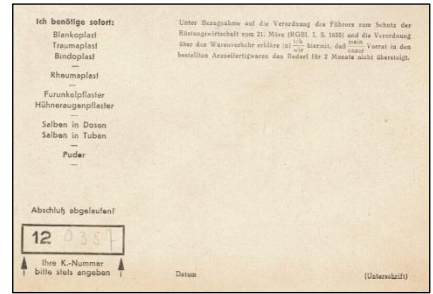 Ich benötige sofort:
Blankoplast
Traumaplast
Bindoplast
Rheumaplast
Furunkelpflaster
Hühneraugenpflaster
Salben in Dosen
Salben in Tuben
Puder
Abschluß abgelaufen?
12 0357
Ihre K.-Nummer
bitte stets angeben
Unter Bezugnahme auf die Verordnung des Führers zum Schutz der
Rüstungswirtschaft vom 21. März (RGBl. I, S. 1655) und die Verordnung
über den Warenverkehr erkläre(n) ich/wir hiermit, daß mein/unser Vorrat in den
bestellten Arzneifertigwaren den Bedarf für 2 Monate nicht übersteigt.
Datum
(Unterschrift)